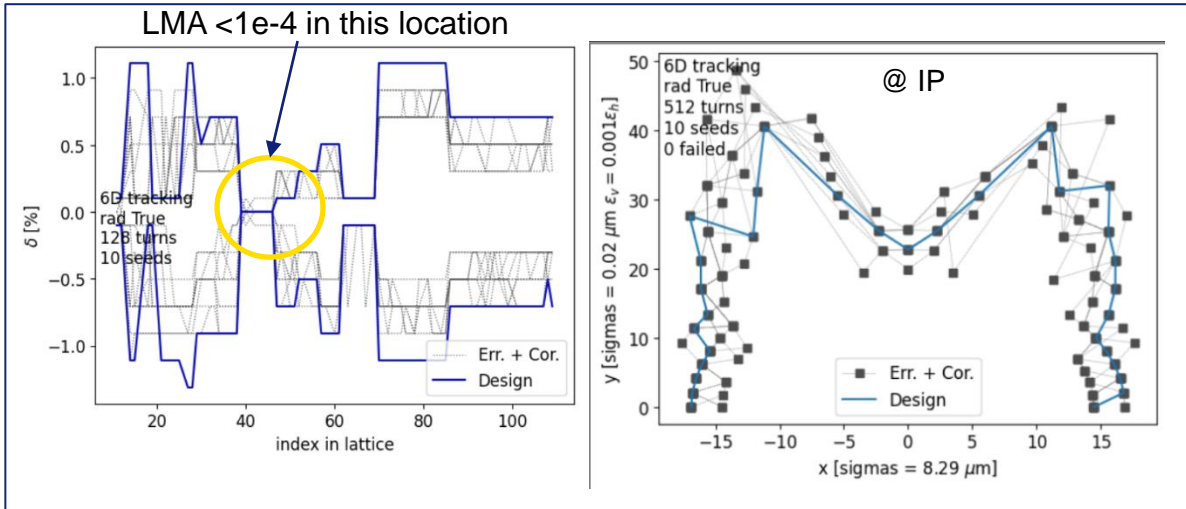 LMA <1e-4 in this location
δ [%]
1.0
0.5
0.0
−0.5
−1.0
6D tracking
rad True
128 turns
10 seeds
Err. + Cor.
Design
20 40 60 80 100
index in lattice
@ IP
y [sigmas = 0.02 μm εᵥ = 0.001εₕ]
50
40
30
20
10
0
6D tracking
rad True
512 turns
10 seeds
0 failed
Err. + Cor.
Design
−15 −10 −5 0 5 10 15
x [sigmas = 8.29 μm]